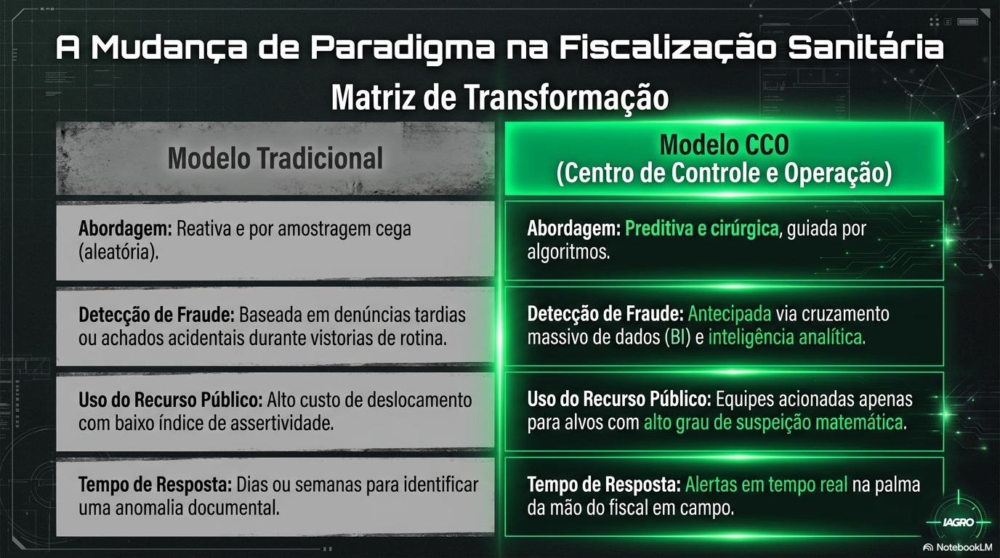 A Mudança de Paradigma na Fiscalização Sanitária
Matriz de Transformação
Modelo Tradicional
Abordagem: Reativa e por amostragem cega
(aleatória).
Detecção de Fraude: Baseada em denúncias tardias
ou achados acidentais durante vistorias de rotina.
Uso do Recurso Público: Alto custo de deslocamento
com baixo índice de assertividade.
Tempo de Resposta: Dias ou semanas para identificar
uma anomalia documental.
Modelo CCO
(Centro de Controle e Operação)
Abordagem: Preditiva e cirúrgica, guiada por
algoritmos.
Detecção de Fraude: Antecipada via cruzamento
massivo de dados (BI) e inteligência analítica.
Uso do Recurso Público: Equipes acionadas apenas
para alvos com alto grau de suspeição matemática.
Tempo de Resposta: Alertas em tempo real na palma
da mão do fiscal em campo.
IAGRO
NotebookLM